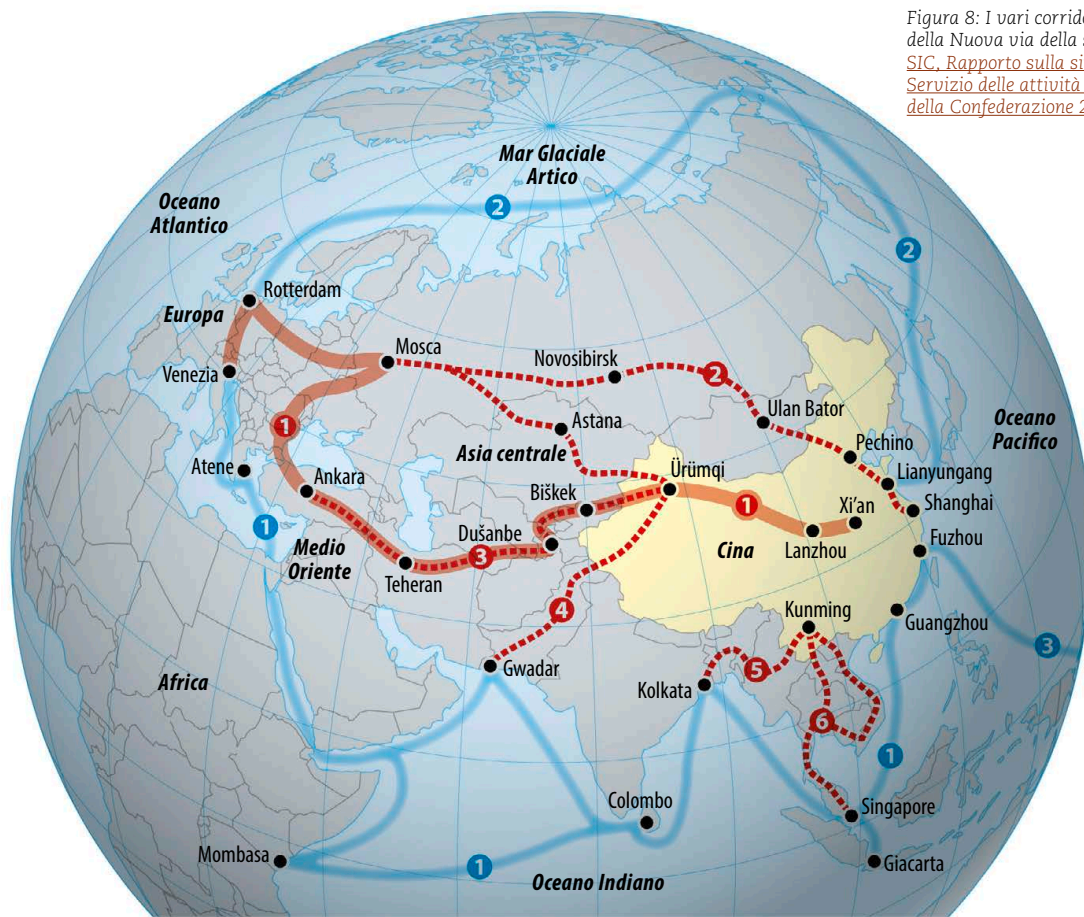 Figura 8: I vari corrido
della Nuova via della
SIC, Rapporto sulla si
Servizio delle attività
della Confederazione 2
Mar Glaciale
Artico
Oceano
Atlantico
2
2
Rotterdam
Europa
Mosca
Novosibirsk
2
Venezia
Ulan Bator
Oceano
Pacifico
1
Astana
Asia centrale
Pechino
Atene
Ankara
Ürümqi
Lianyungang
Biškek
1
Xi'an
Shanghai
1
Dušanbe
Fuzhou
Medio
Oriente
3
Cina
Lanzhou
Teheran
4
Kunming
Guangzhou
3
Gwadar
5
Africa
Kolkata
6
1
Colombo
Singapore
Mombasa
1
Giacarta
Oceano Indiano